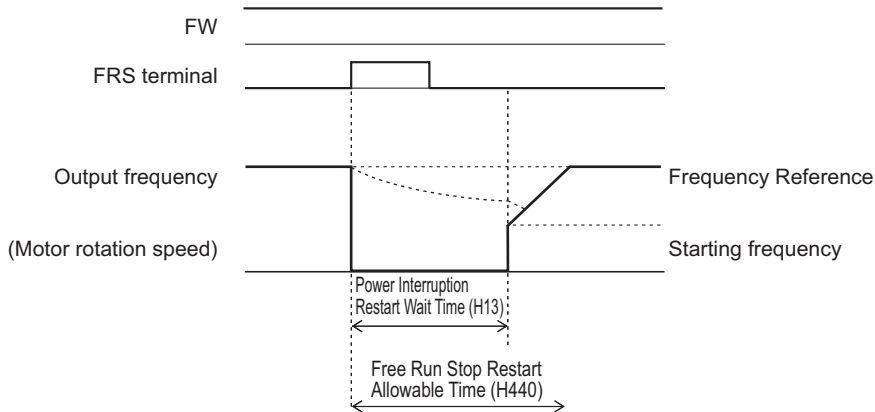 FW
FRS terminal
Output frequency
Frequency Reference
(Motor rotation speed)
Starting frequency
Power Interruption
Restart Wait Time (H13)
Free Run Stop Restart
Allowable Time (H440)